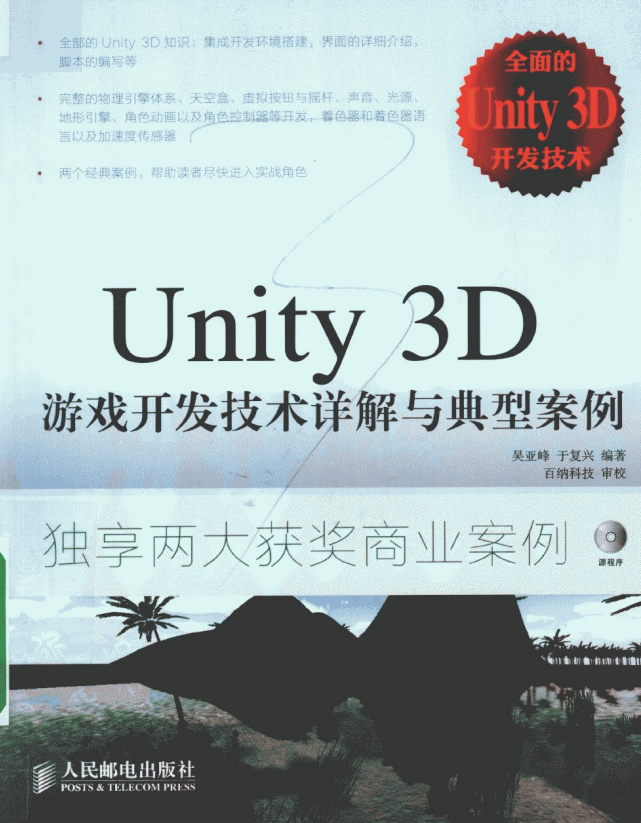 全部的Unity 3D 知识：集成开发环境搭建，界面的详细介绍，
脚本的编写等
完整的物理引擎体系、天空盒、虚拟按钮与摇杆、声音、光源、
地形引擎、角色动画以及角色控制器等开发，着色器和着色器语
言以及加速度传感器
两个经典案例，帮助读者尽快进入实战角色
全面的
Unity 3D
开发技术
Unity 3D
游戏开发技术详解与典型案例
吴亚峰 于复兴 编著
百纳科技 审校
独享两大获奖商业案例
源程序
人民邮电出版社
POSTS & TELECOM PRESS